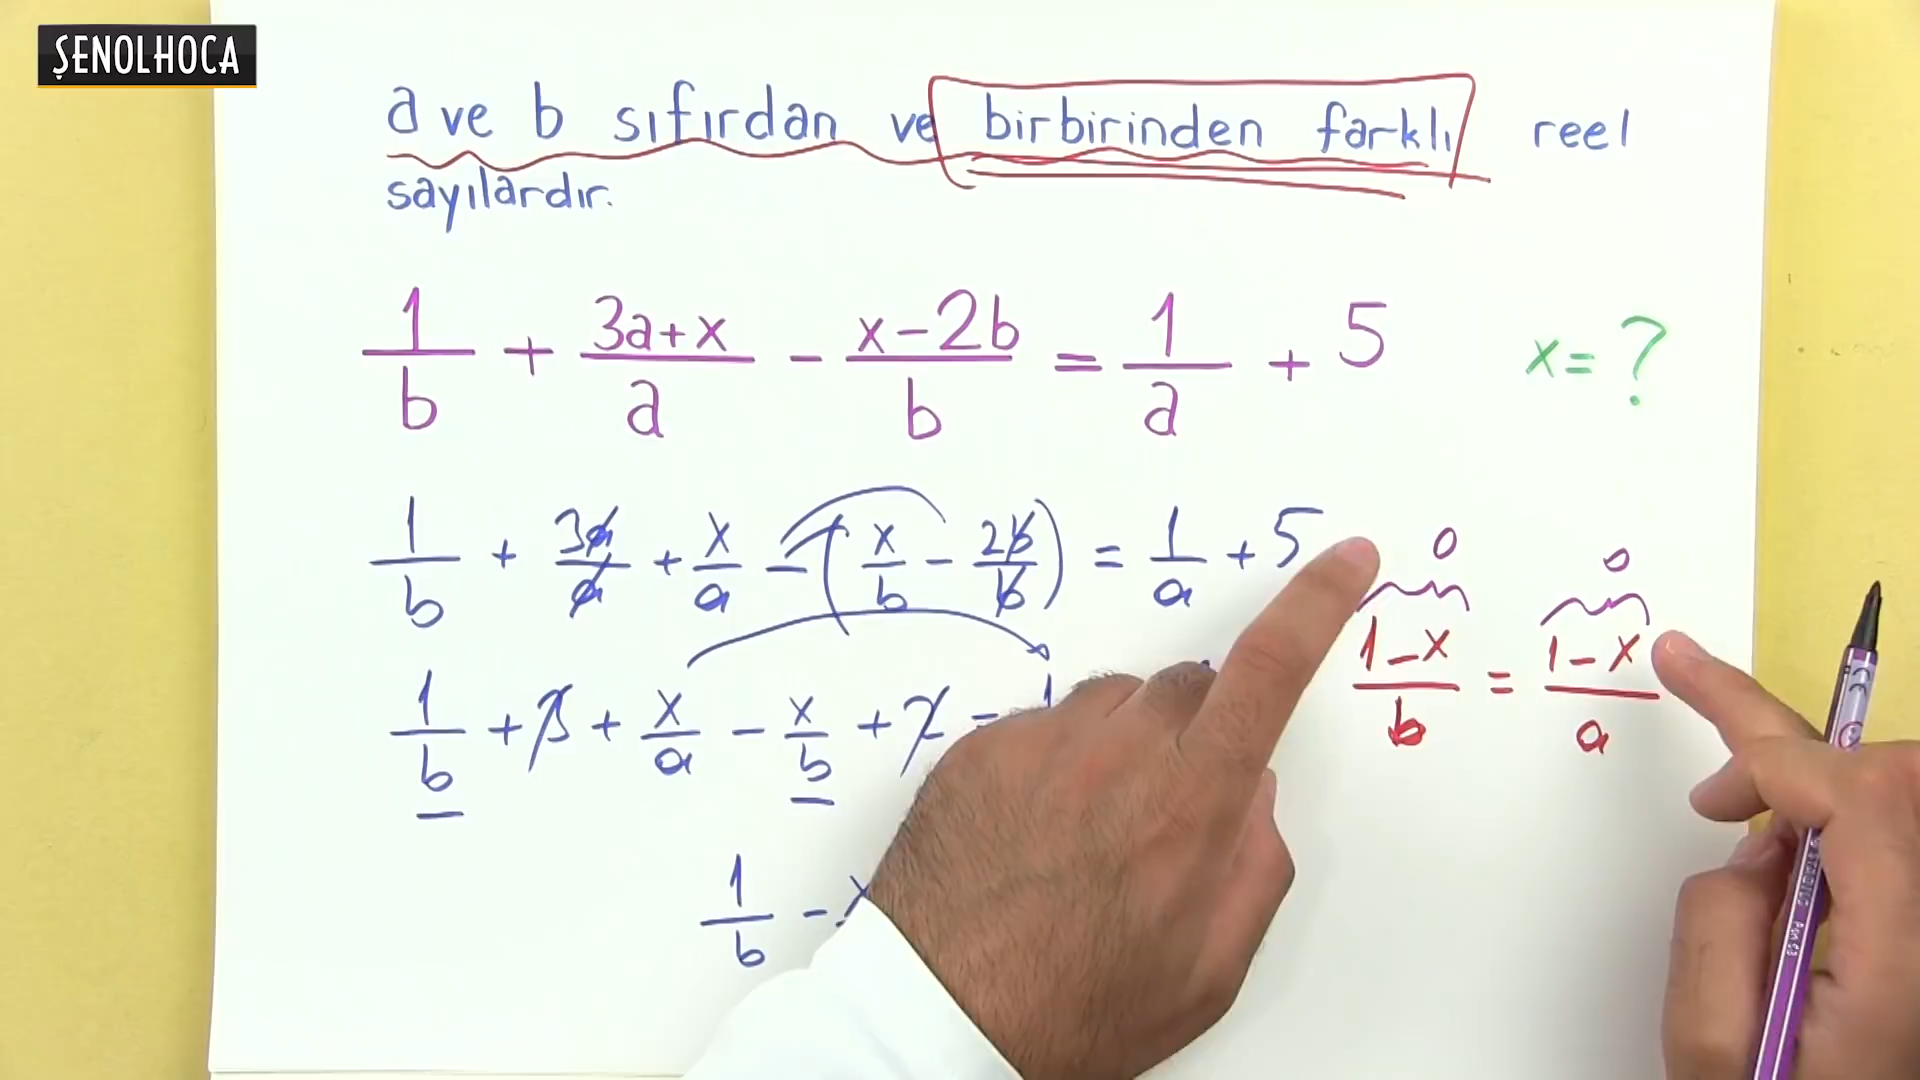 ŞENOLHOCA
a ve b sıfırdan ve birbirinden farklı reel
sayılardır.
1/b + (3a+x)/a - (x-2b)/b = 1/a + 5   x=?
1/b + 3a/a + x/a - (x/b - 2b/b) = 1/a + 5
0   0
(1-x)/b = (1-x)/a
1/b + 3 + x/a - x/b + 2 = 1
1/b - x